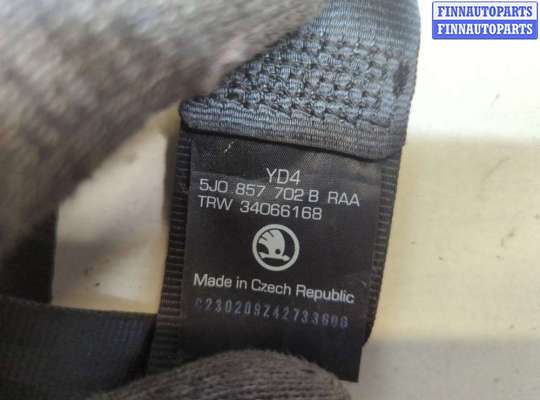 FINNAUTOPARTS
FINNAUTOPARTS
YD4
5J0 857 702 B RAA
TRW 34066168
Made in Czech Republic